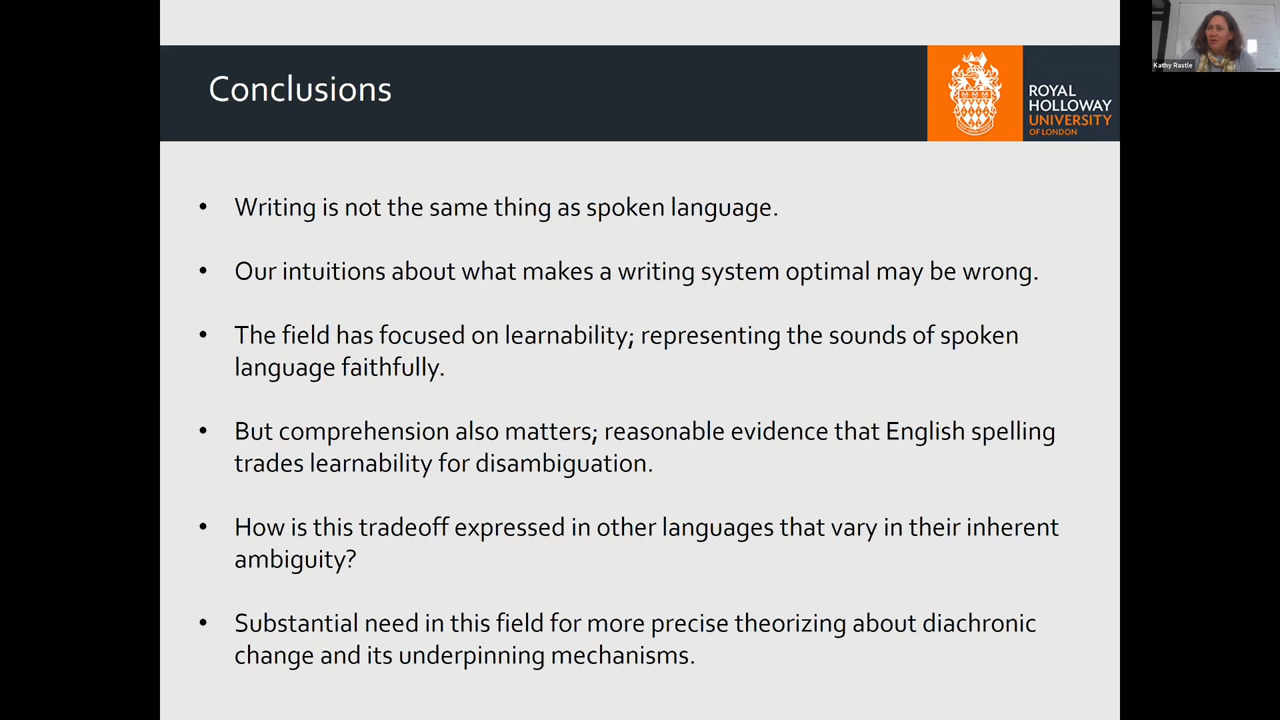 Conclusions
ROYAL
HOLLOWAY
UNIVERSITY
OF LONDON
Kathy Rastle
• Writing is not the same thing as spoken language.
• Our intuitions about what makes a writing system optimal may be wrong.
• The field has focused on learnability; representing the sounds of spoken
language faithfully.
• But comprehension also matters; reasonable evidence that English spelling
trades learnability for disambiguation.
• How is this tradeoff expressed in other languages that vary in their inherent
ambiguity?
• Substantial need in this field for more precise theorizing about diachronic
change and its underpinning mechanisms.